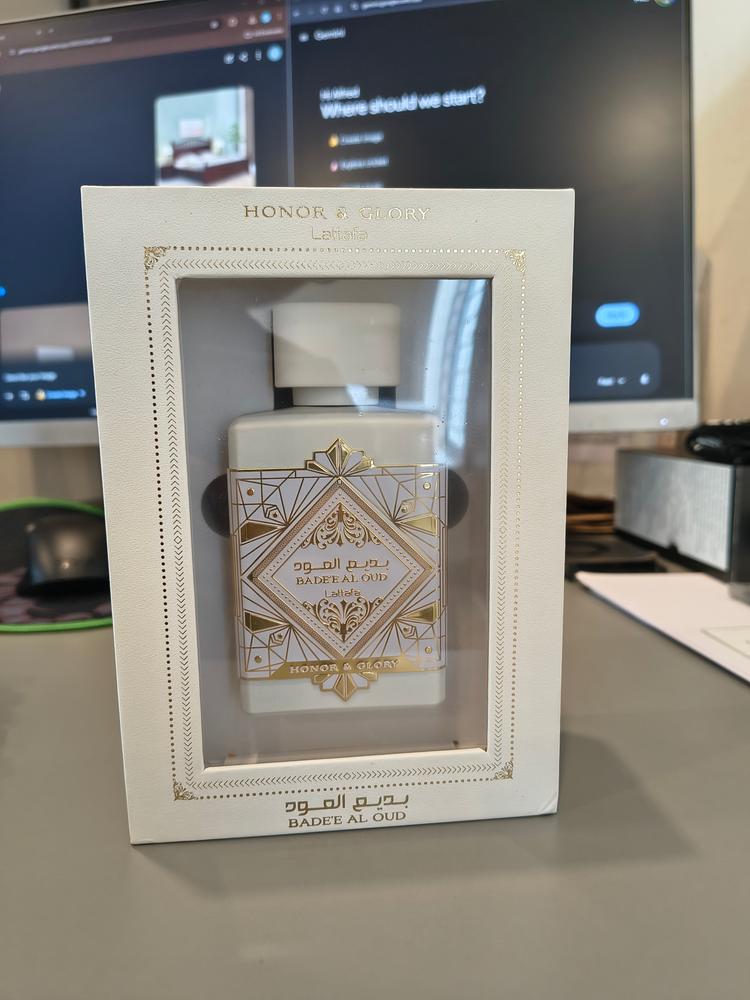 Gemini
Where should we start?
HONOR & GLORY
Lattafa
بديع العود
BADE'E AL OUD
Lattafa
HONOR & GLORY
بديع العود
BADE'E AL OUD